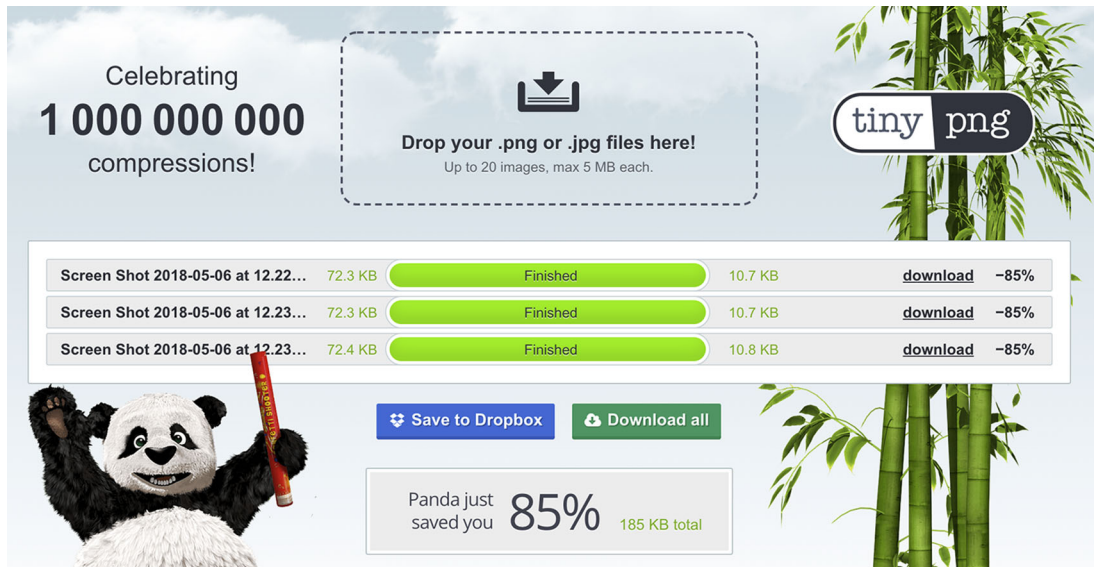 Celebrating
1 000 000 000
compressions!
Drop your .png or .jpg files here!
Up to 20 images, max 5 MB each.
tiny png
Screen Shot 2018-05-06 at 12.22... 72.3 KB Finished 10.7 KB download −85%
Screen Shot 2018-05-06 at 12.23... 72.3 KB Finished 10.7 KB download −85%
Screen Shot 2018-05-06 at 12.23... 72.4 KB Finished 10.8 KB download −85%
Save to Dropbox
Download all
Panda just
saved you
85%
185 KB total